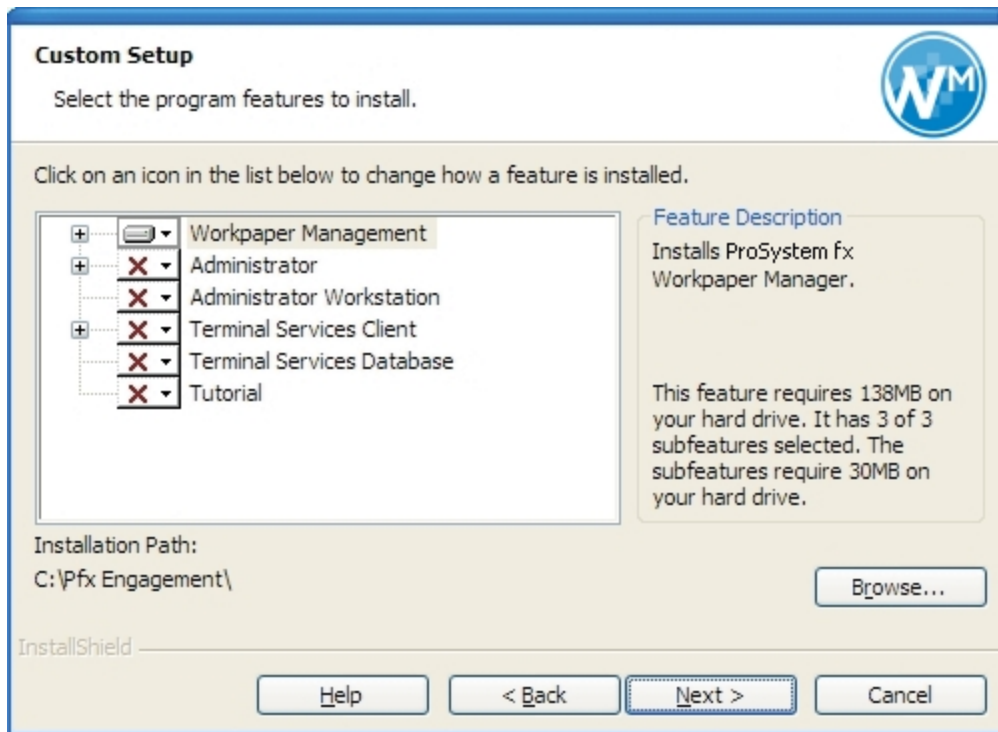 Custom Setup
Select the program features to install.
WM
Click on an icon in the list below to change how a feature is installed.
Workpaper Management
Administrator
Administrator Workstation
Terminal Services Client
Terminal Services Database
Tutorial
Feature Description
Installs ProSystem fx
Workpaper Manager.
This feature requires 138MB on
your hard drive. It has 3 of 3
subfeatures selected. The
subfeatures require 30MB on
your hard drive.
Installation Path:
C:\Pfx Engagement\
Browse...
InstallShield
Help
< Back
Next >
Cancel